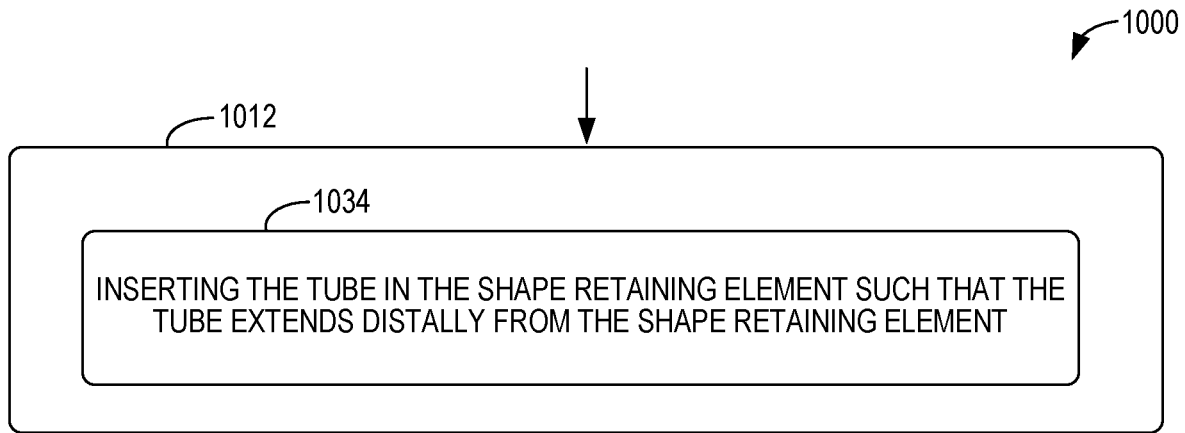 1000
1012
1034
INSERTING THE TUBE IN THE SHAPE RETAINING ELEMENT SUCH THAT THE
TUBE EXTENDS DISTALLY FROM THE SHAPE RETAINING ELEMENT